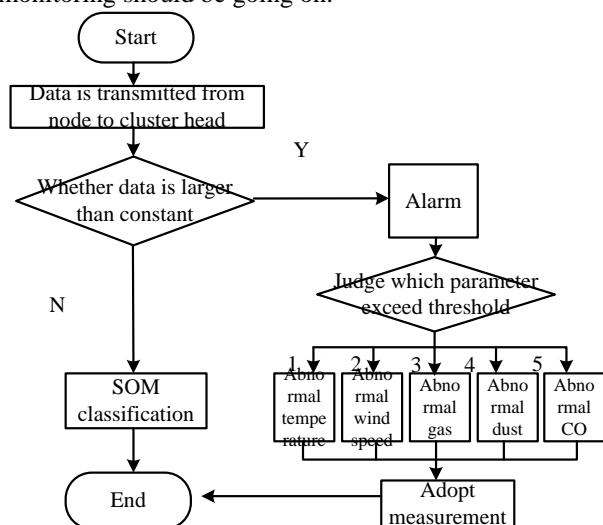 monitoring should be going on.
Start
Data is transmitted from
node to cluster head
Y
Whether data is larger
than constant
Alarm
Judge which parameter
exceed threshold
N
1 2 3 4 5
Abno
rmal
tempe
rature
Abno
rmal
wind
speed
Abno
rmal
gas
Abno
rmal
dust
Abno
rmal
CO
SOM
classification
End
Adopt
measurement